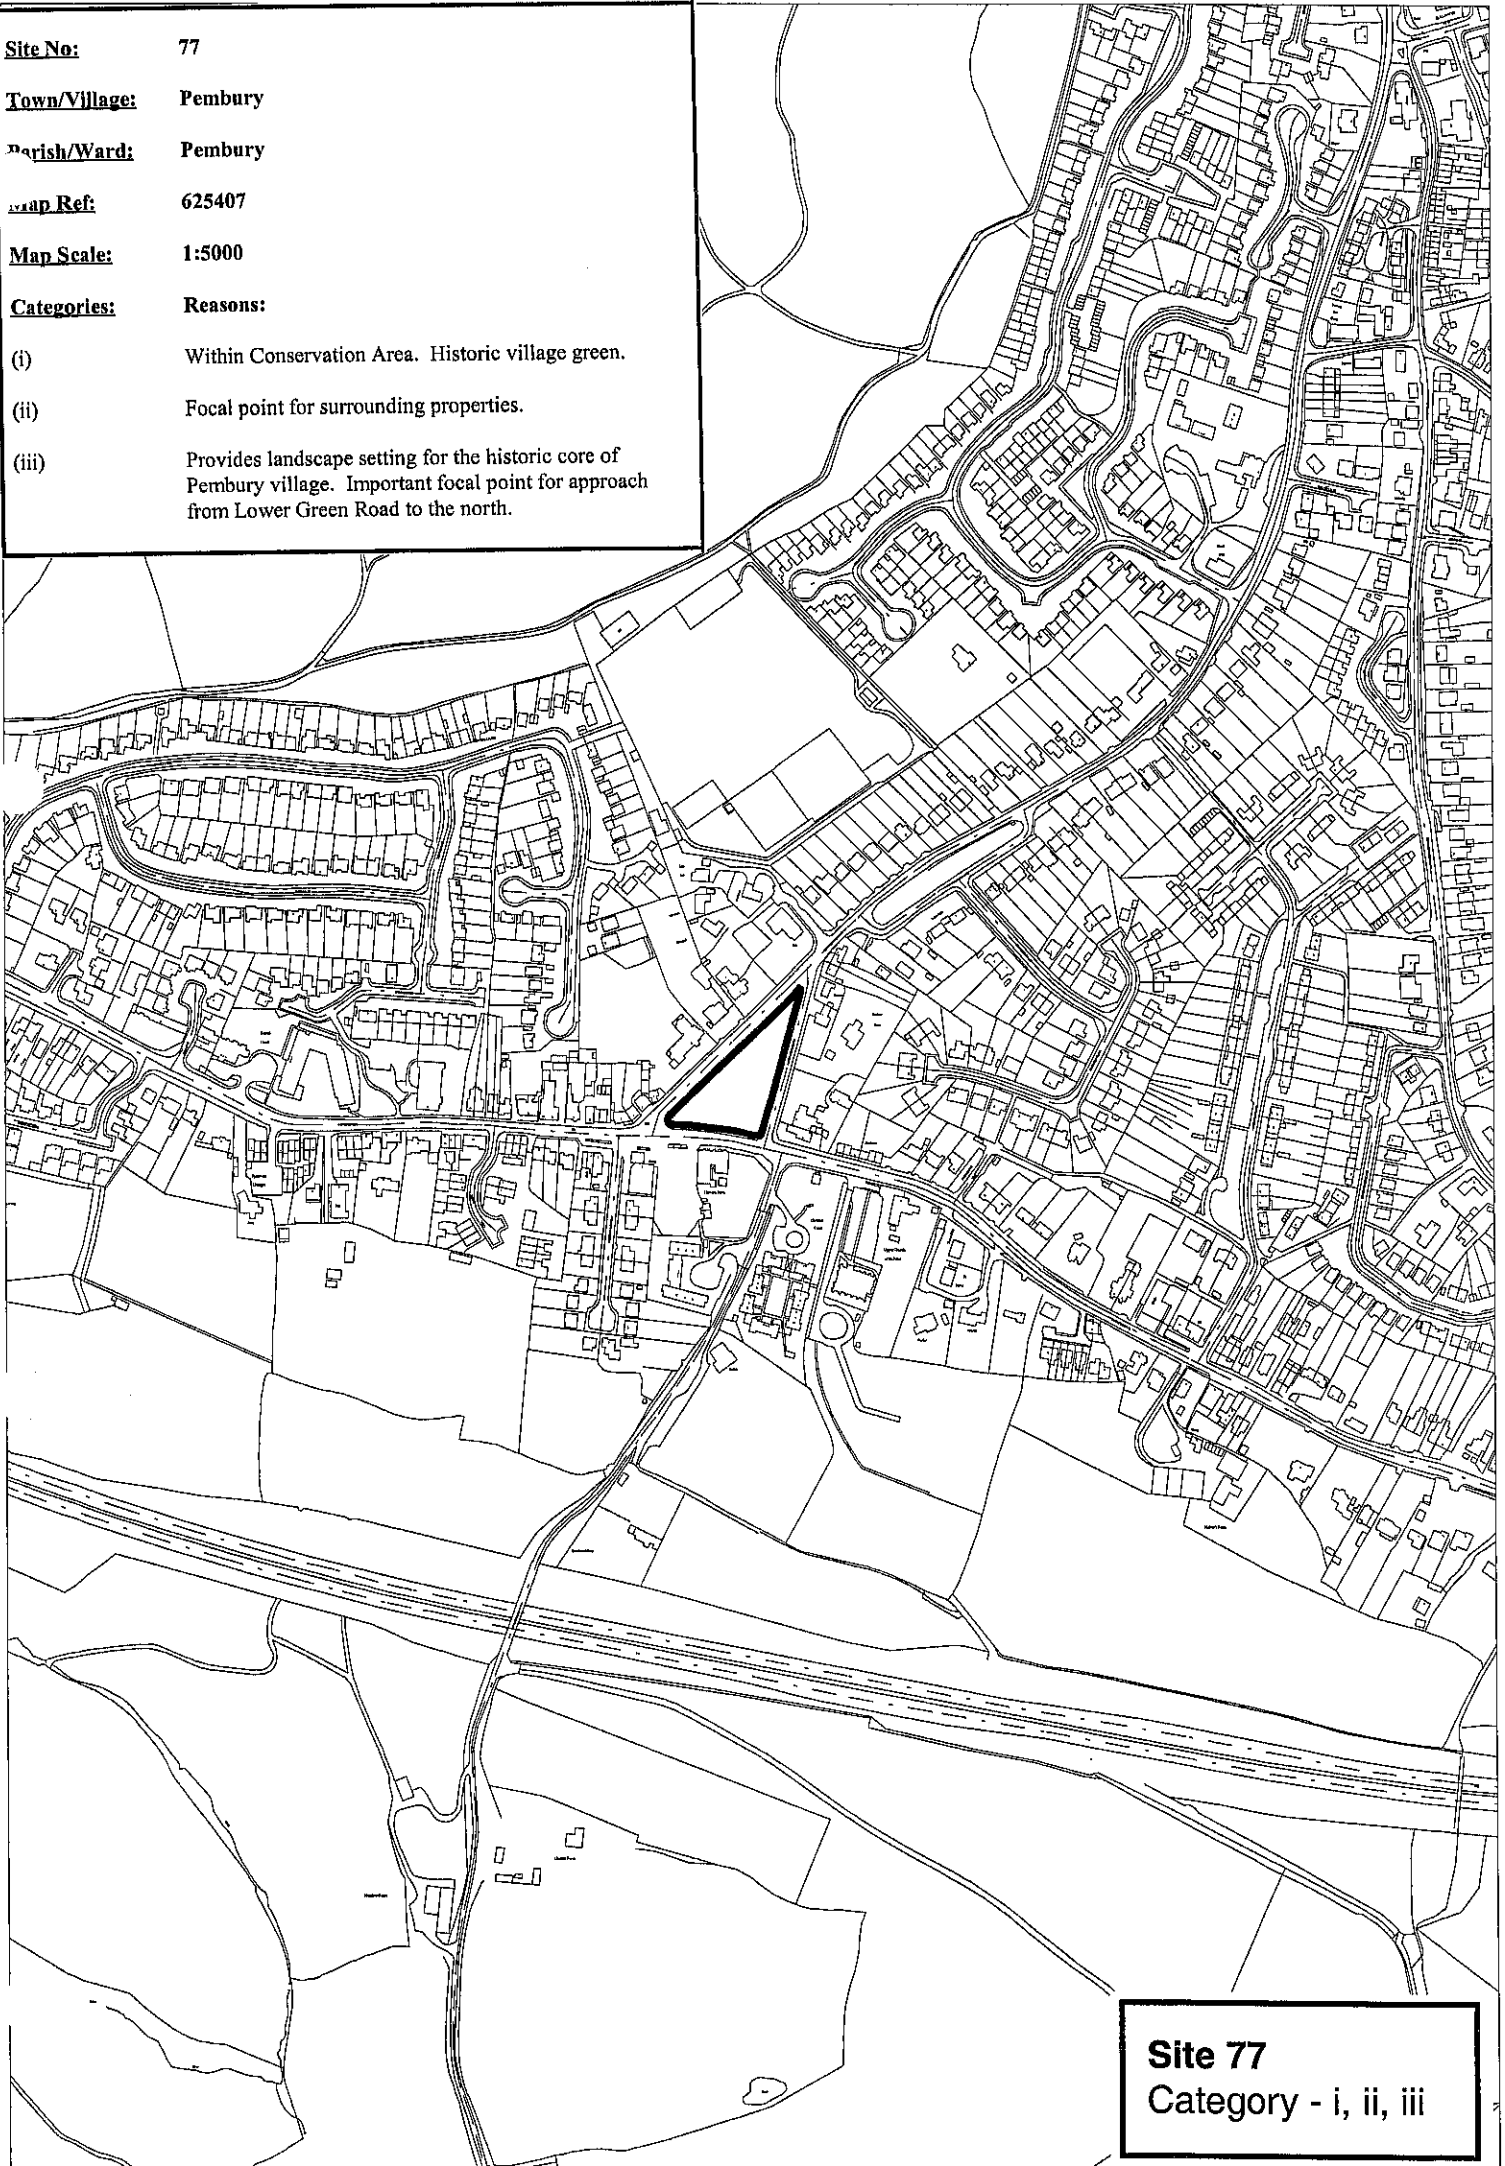 Site No: 77
Town/Village: Pembury
Parish/Ward: Pembury
Map Ref: 625407
Map Scale: 1:5000
Categories: Reasons:
(i) Within Conservation Area. Historic village green.
(ii) Focal point for surrounding properties.
(iii) Provides landscape setting for the historic core of
Pembury village. Important focal point for approach
from Lower Green Road to the north.
Site 77
Category - i, ii, iii